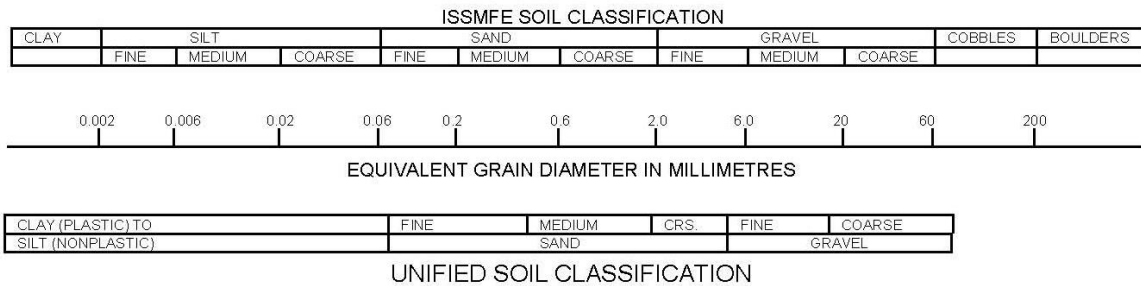 ISSMFE SOIL CLASSIFICATION
CLAY SILT SAND GRAVEL COBBLES BOULDERS
FINE MEDIUM COARSE FINE MEDIUM COARSE FINE MEDIUM COARSE
0.002 0.006 0.02 0.06 0.2 0.6 2.0 6.0 20 60 200
EQUIVALENT GRAIN DIAMETER IN MILLIMETRES
CLAY (PLASTIC) TO FINE MEDIUM CRS. FINE COARSE
SILT (NONPLASTIC) SAND GRAVEL
UNIFIED SOIL CLASSIFICATION